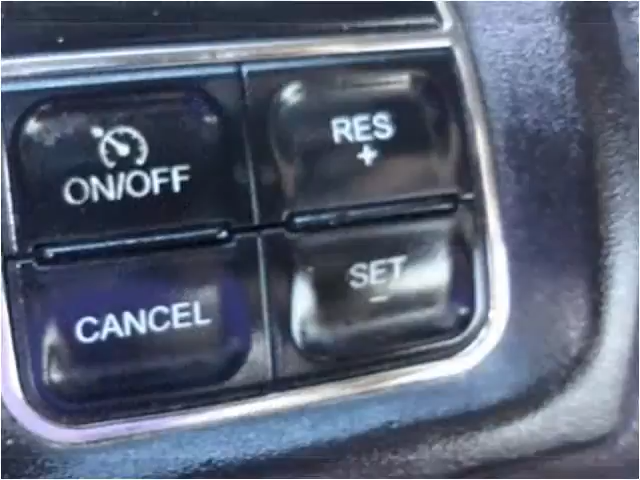 ON/OFF
RES
+
CANCEL
SET
-